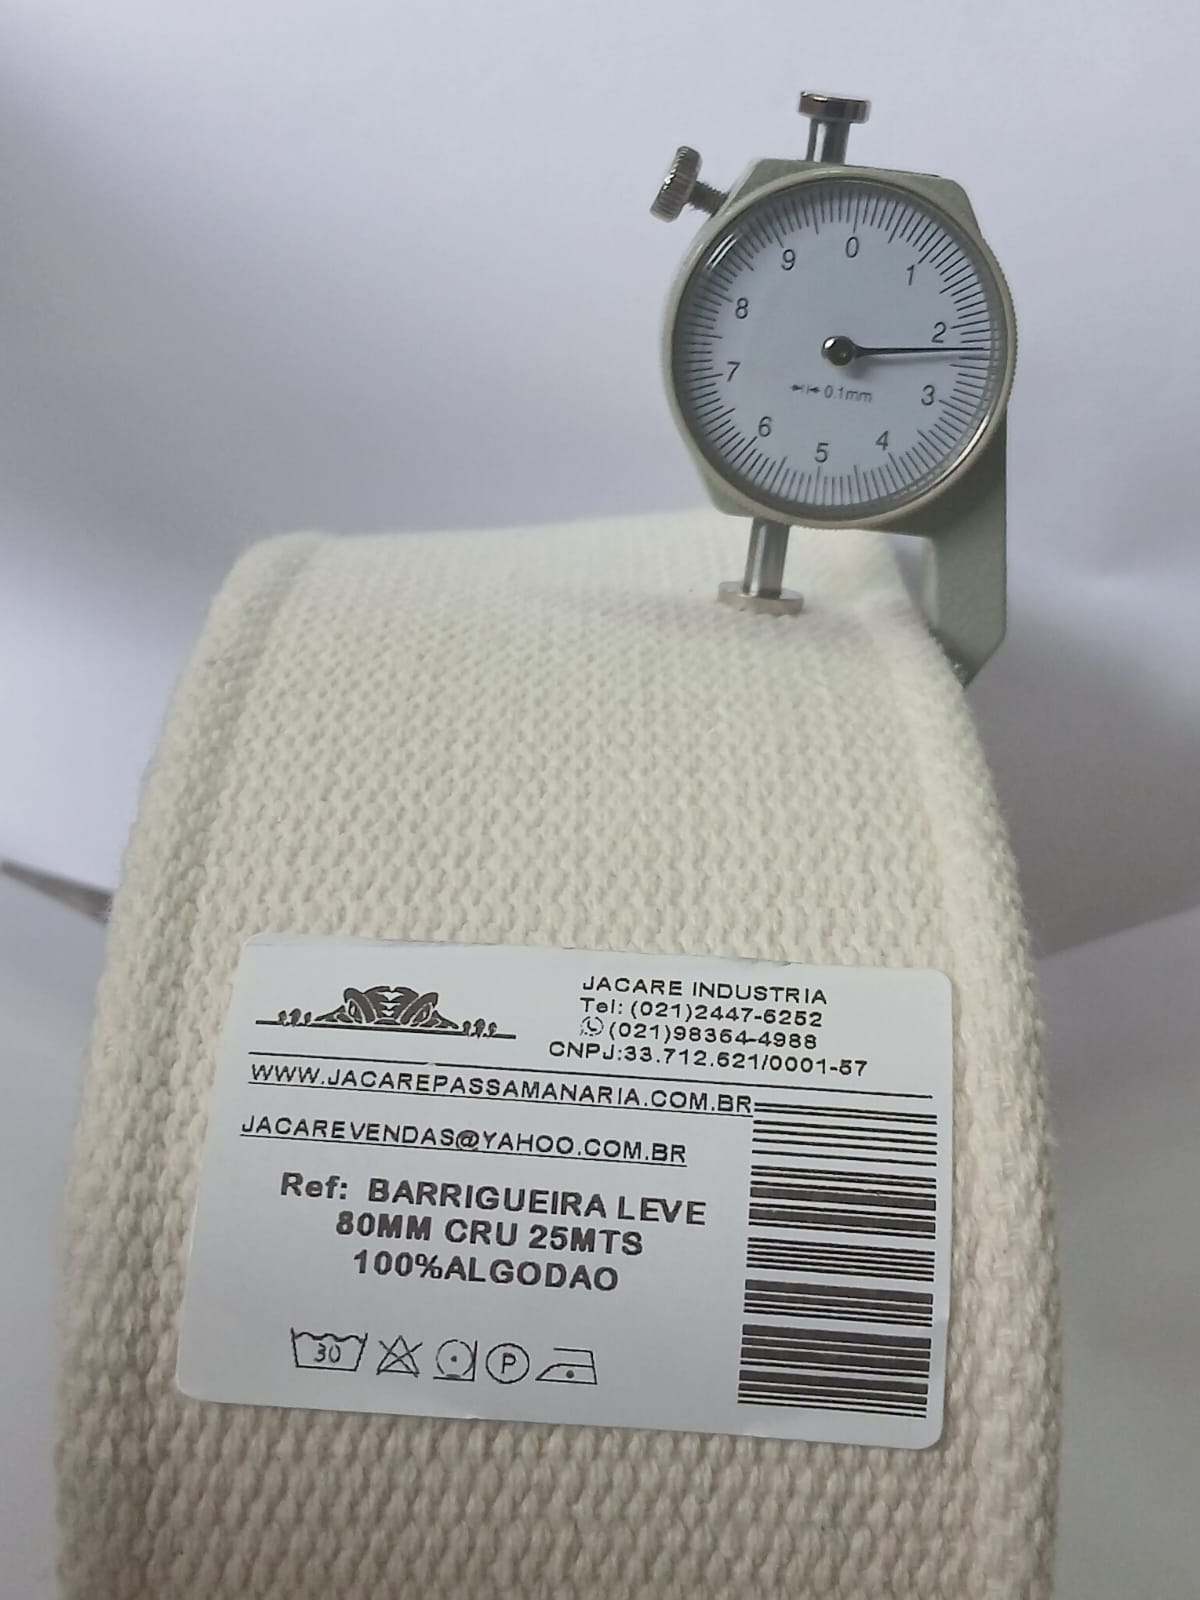 0
1
2
3
4
5
6
7
8
9
0.1mm
JACARE INDUSTRIA
Tel: (021)2447-6252
(021)98364-4988
CNPJ:33.712.621/0001-57
WWW.JACAREPASSAMANARIA.COM.BR
JACAREVENDAS@YAHOO.COM.BR
Ref: BARRIGUEIRA LEVE
80MM CRU 25MTS
100%ALGODAO
30
P